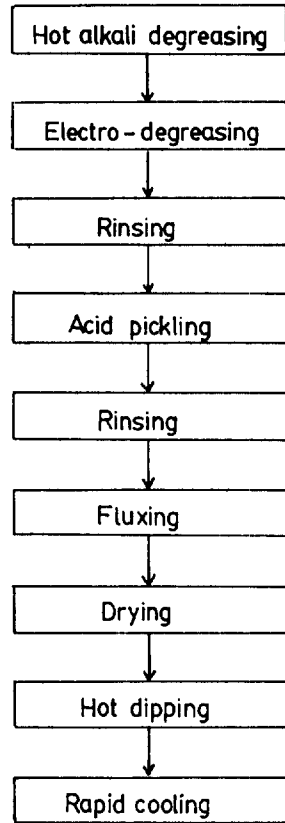 Hot alkali degreasing
Electro-degreasing
Rinsing
Acid pickling
Rinsing
Fluxing
Drying
Hot dipping
Rapid cooling